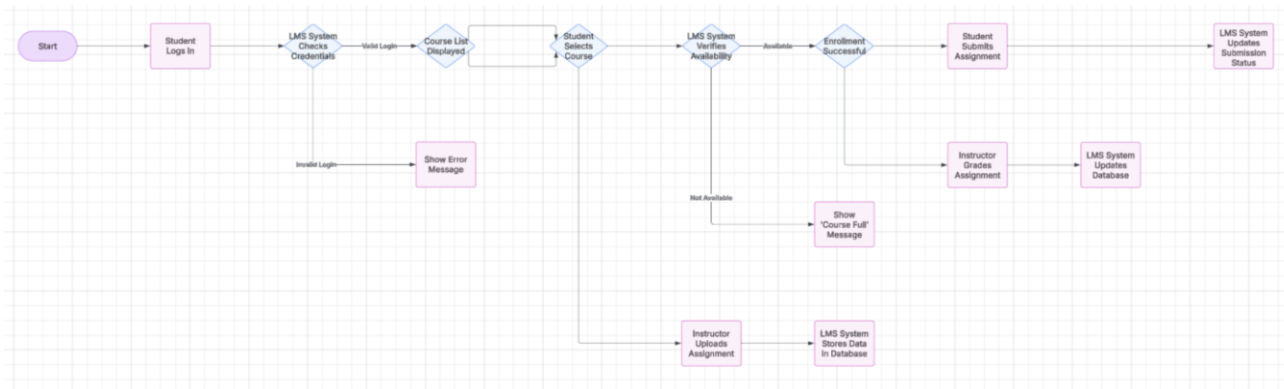 Start
Student
Logs In
LMS System
Checks
Credentials
Valid Login
Course List
Displayed
Student
Selects
Course
LMS System
Verifies
Availability
Available
Enrollment
Successful
Student
Submits
Assignment
LMS System
Updates
Submission
Status
Invalid Login
Show Error
Message
Instructor
Grades
Assignment
LMS System
Updates
Database
Not Available
Show
'Course Full'
Message
Instructor
Uploads
Assignment
LMS System
Stores Data
In Database